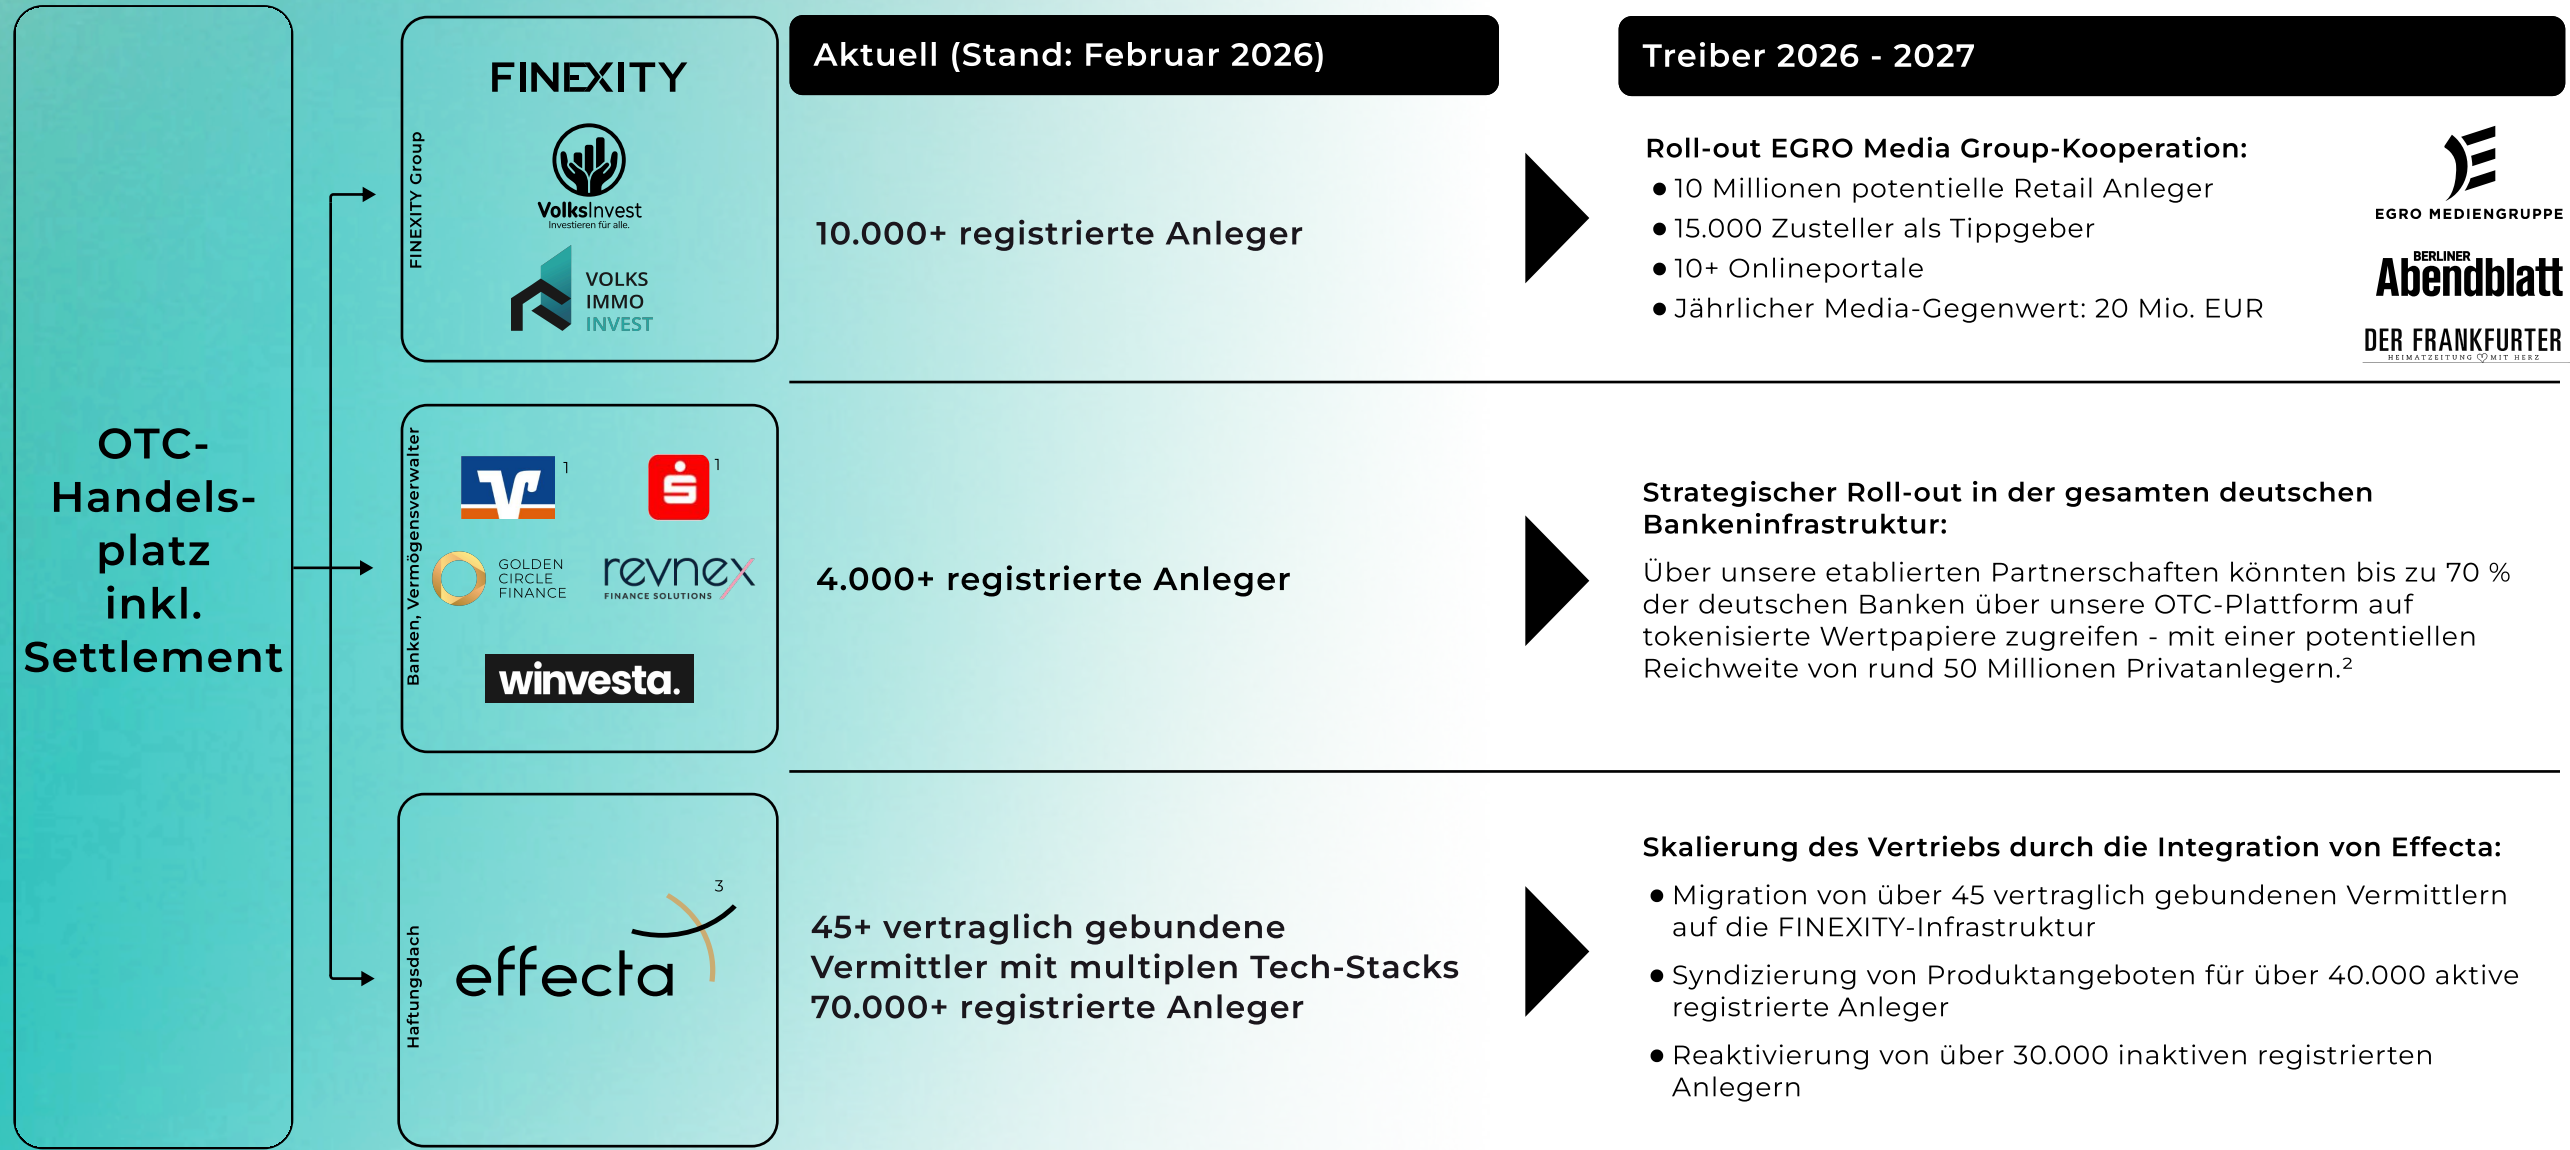 OTC-
Handels-
platz
inkl.
Settlement
FINEXITY Group
FINEXITY
VolksInvest
Investieren für alle.
VOLKS
IMMO
INVEST
Aktuell (Stand: Februar 2026)
10.000+ registrierte Anleger
Treiber 2026 - 2027
Roll-out EGRO Media Group-Kooperation:
● 10 Millionen potentielle Retail Anleger
● 15.000 Zusteller als Tippgeber
● 10+ Onlineportale
● Jährlicher Media-Gegenwert: 20 Mio. EUR
EGRO MEDIENGRUPPE
BERLINER
Abendblatt
DER FRANKFURTER
HEIMATZEITUNG MIT HERZ
Banken, Vermögensverwalter
1
1
GOLDEN
CIRCLE
FINANCE
revnex
FINANCE SOLUTIONS
winvesta.
4.000+ registrierte Anleger
Strategischer Roll-out in der gesamten deutschen
Bankeninfrastruktur:
Über unsere etablierten Partnerschaften könnten bis zu 70 %
der deutschen Banken über unsere OTC-Plattform auf
tokenisierte Wertpapiere zugreifen - mit einer potentiellen
Reichweite von rund 50 Millionen Privatanlegern.²
Haftungsdach
effecta
3
45+ vertraglich gebundene
Vermittler mit multiplen Tech-Stacks
70.000+ registrierte Anleger
Skalierung des Vertriebs durch die Integration von Effecta:
● Migration von über 45 vertraglich gebundenen Vermittlern
auf die FINEXITY-Infrastruktur
● Syndizierung von Produktangeboten für über 40.000 aktive
registrierte Anleger
● Reaktivierung von über 30.000 inaktiven registrierten
Anlegern